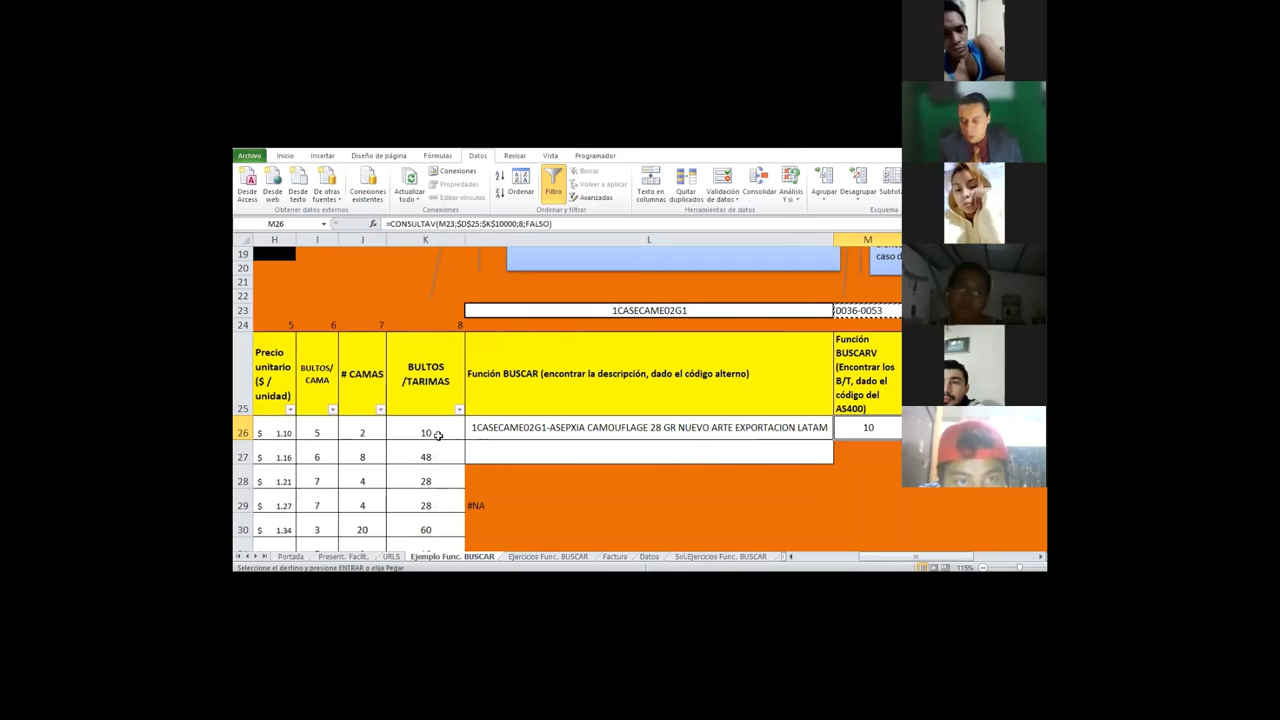 Archivo Inicio Insertar Diseño de página Fórmulas Datos Revisar Vista Programador
Desde Access
Desde web
Desde texto
De otras fuentes
Conexiones existentes
Actualizar todo
Conexiones
Propiedades
Editar vínculos
Ordenar
Filtro
Borrar
Volver a aplicar
Avanzadas
Texto en columnas
Quitar duplicados
Validación de datos
Consolidar
Análisis Y si
Agrupar
Desagrupar
Subtota
Obtener datos externos Conexiones Ordenar y filtrar Herramientas de datos Esquema
M26 fx =CONSULTAV(M23;$D$25:$K$10000;8;FALSO)
H I J K L M
19
caso d
20
21
22
23 1CASECAME02G1 0036-0053
24 5 6 7 8
25
Precio
unitario
($ /
unidad)
BULTOS/
CAMA
# CAMAS
BULTOS
/TARIMAS
Función BUSCAR (encontrar la descripción, dado el código alterno)
Función
BUSCARV
(Encontrar los
B/T, dado el
código del
AS400)
26 $ 1.10 5 2 10 1CASECAME02G1-ASEPXIA CAMOUFLAGE 28 GR NUEVO ARTE EXPORTACION LATAM 10
27 $ 1.16 6 8 48
28 $ 1.21 7 4 28
29 $ 1.27 7 4 28 #NA
30 $ 1.34 3 20 60
Portada Present. Facilit. URLS Ejemplo Func. BUSCAR Ejercicios Func. BUSCAR Factura Datos Sol.Ejercicios Func. BUSCAR
Seleccione el destino y presione ENTRAR o elija Pegar 115%